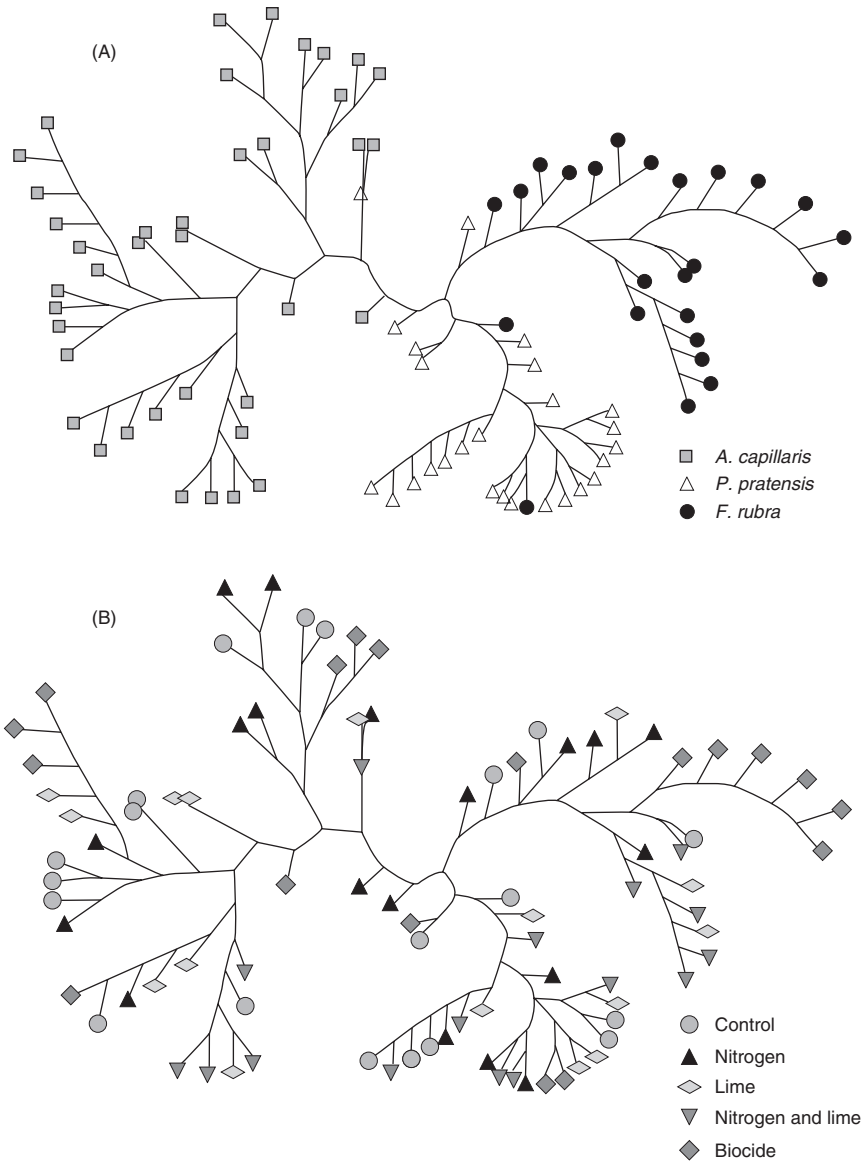 (A)
A. capillaris
P. pratensis
F. rubra
(B)
Control
Nitrogen
Lime
Nitrogen and lime
Biocide